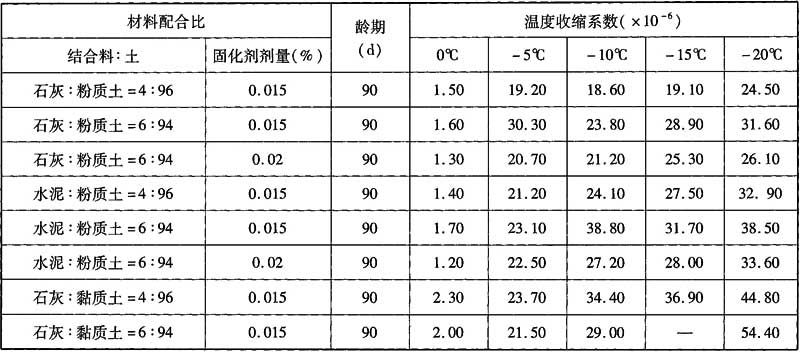 材料配合比 龄期(d) 温度收缩系数(×10⁻⁶)
结合料:土 固化剂剂量(%) 0℃ -5℃ -10℃ -15℃ -20℃
石灰:粉质土=4:96 0.015 90 1.50 19.20 18.60 19.10 24.50
石灰:粉质土=6:94 0.015 90 1.60 30.30 23.80 28.90 31.60
石灰:粉质土=6:94 0.02 90 1.30 20.70 21.20 25.30 26.10
水泥:粉质土=4:96 0.015 90 1.40 21.20 24.10 27.50 32.90
水泥:粉质土=6:94 0.015 90 1.70 23.10 38.80 31.70 38.50
水泥:粉质土=6:94 0.02 90 1.20 22.50 27.20 28.00 33.60
石灰:黏质土=4:96 0.015 90 2.30 23.70 34.40 36.90 44.80
石灰:黏质土=6:94 0.015 90 2.00 21.50 29.00 — 54.40